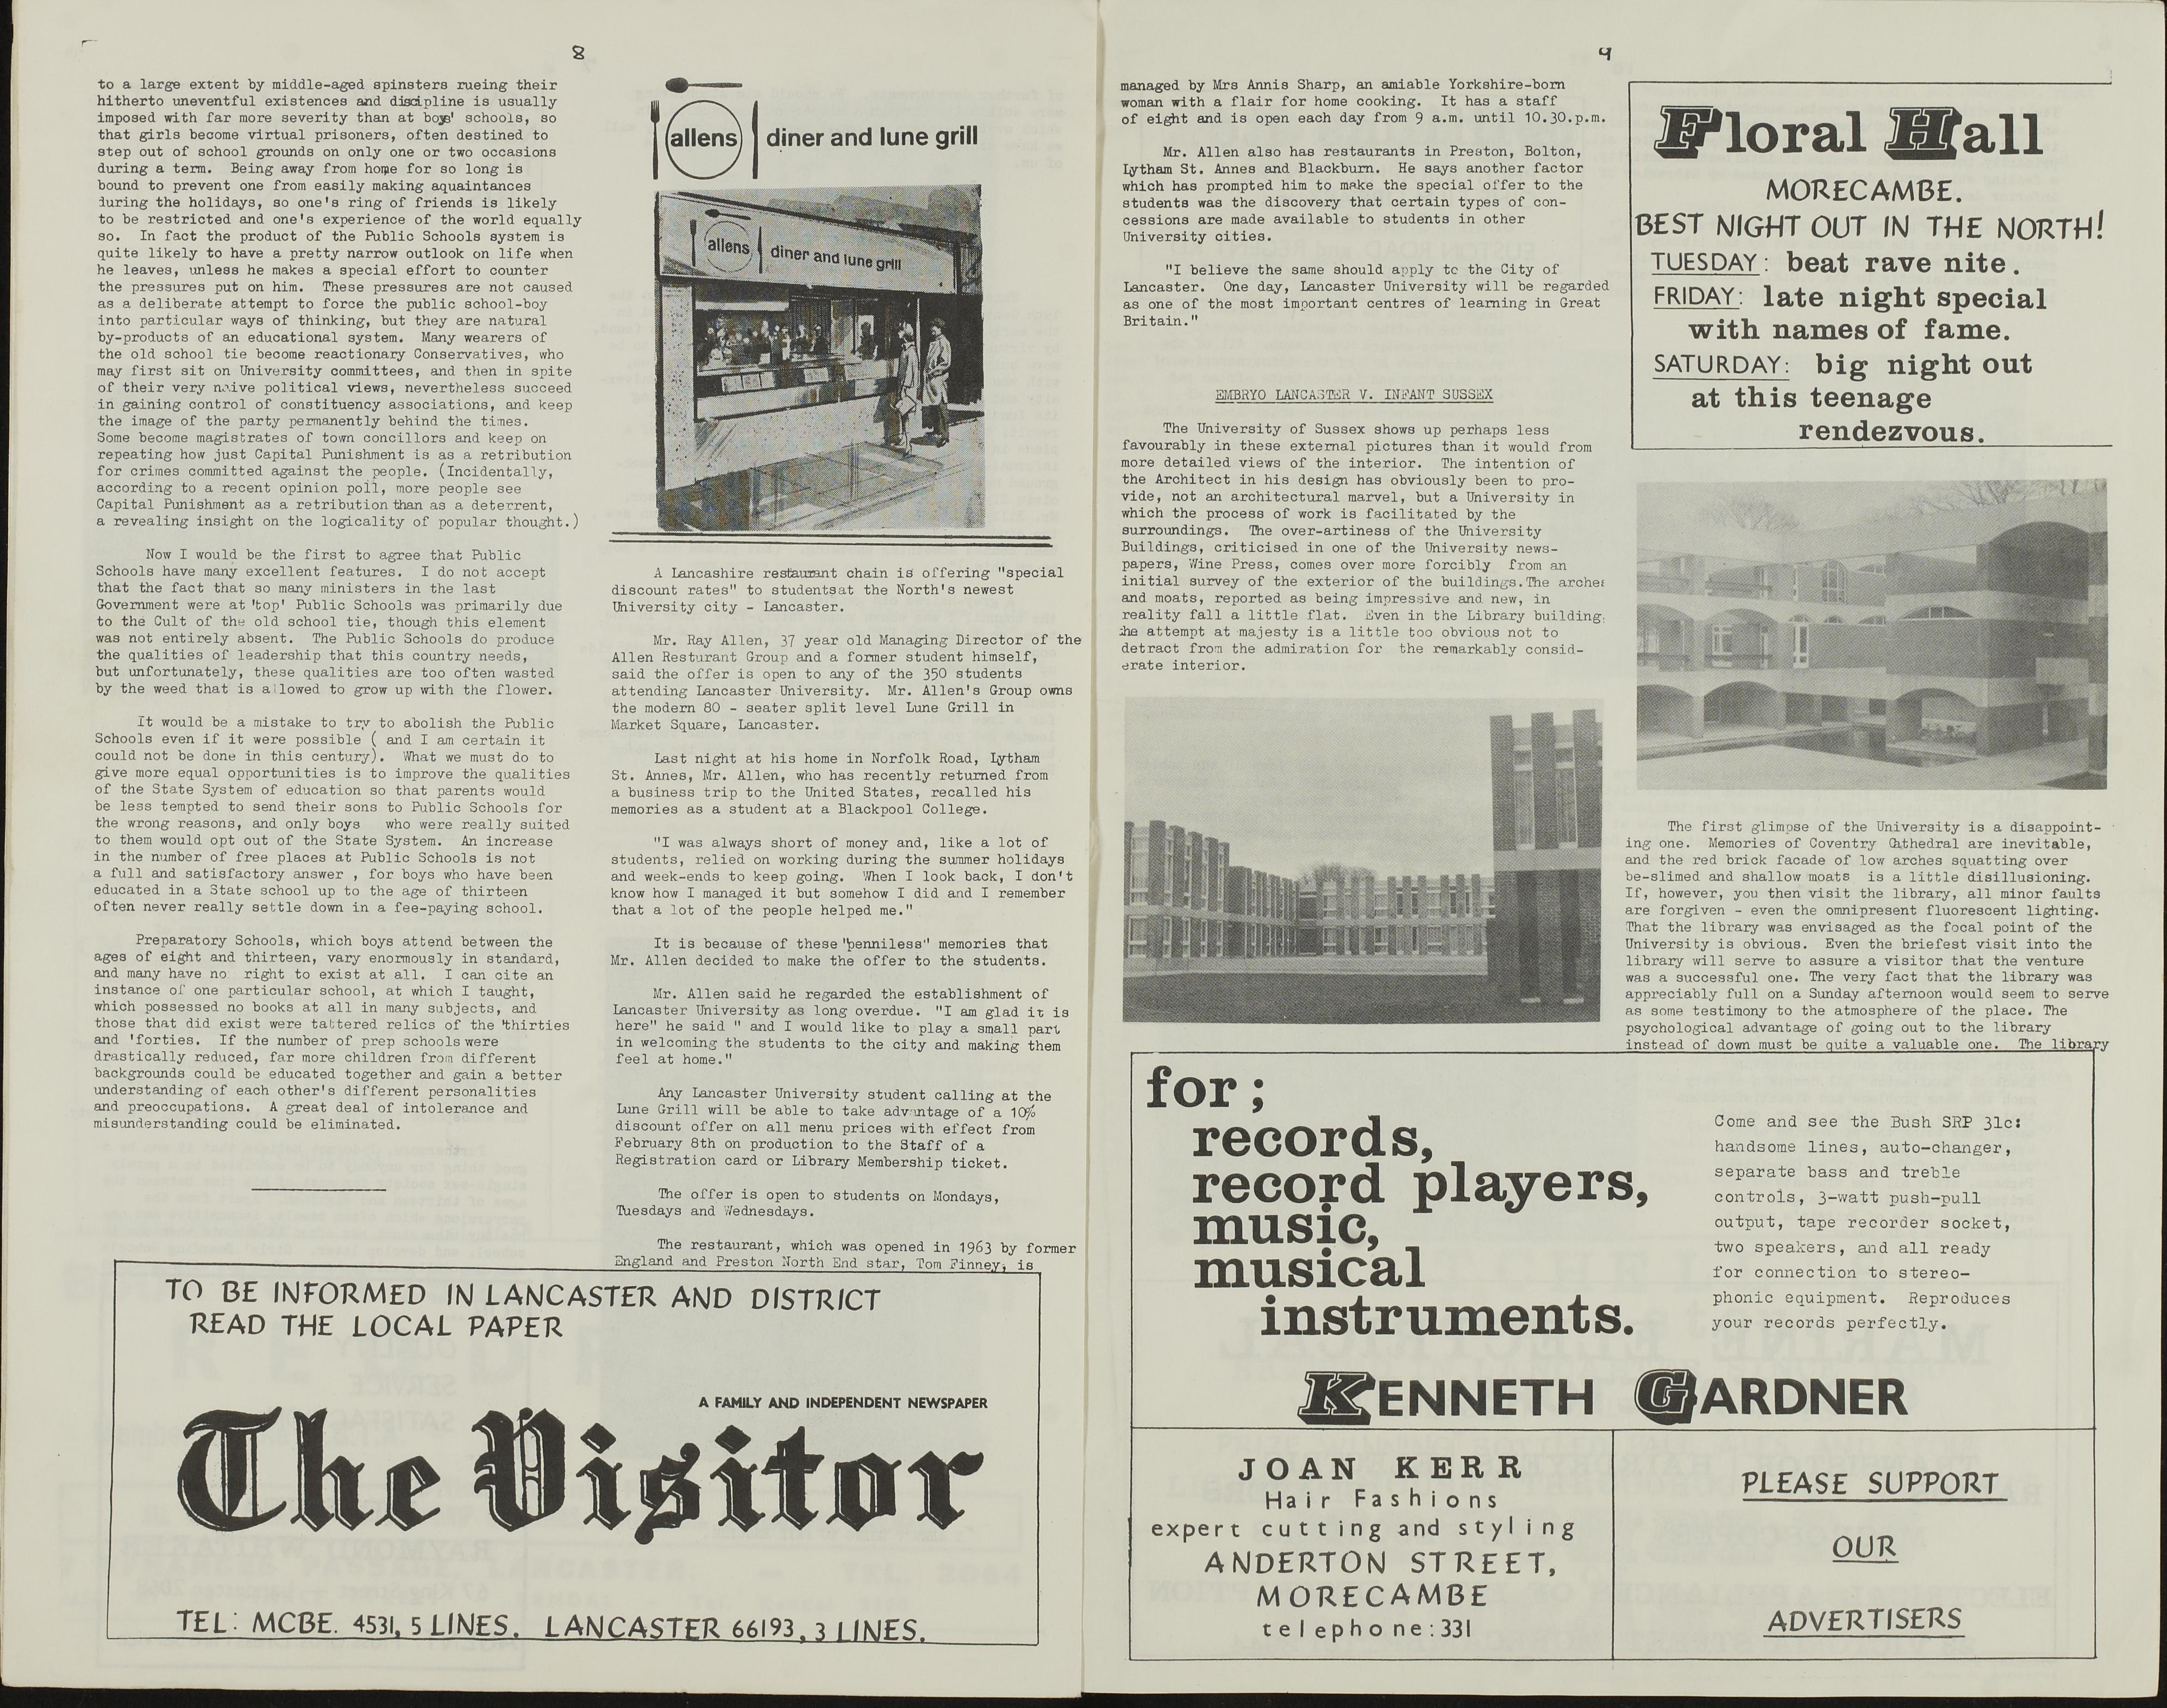 8
to a large extent by middle-aged spinsters rueing their
hitherto uneventful existences and discipline is usually
imposed with far more severity than at boys' schools, so
that girls become virtual prisoners, often destined to
step out of school grounds on only one or two occasions
during a term.  Being away from home for so long is
bound to prevent one from easily making aquaintances
during the holidays, so one's ring of friends is likely
to be restricted and one's experience of the world equally
so.  In fact the product of the Public Schools system is
quite likely to have a pretty narrow outlook on life when
he leaves, unless he makes a special effort to counter
the pressures put on him.  These pressures are not caused
as a deliberate attempt to force the public school-boy
into particular ways of thinking, but they are natural
by-products of an educational system.  Many wearers of
the old school tie become reactionary Conservatives, who
may first sit on University committees, and then in spite
of their very naive political views, nevertheless succeed
in gaining control of constituency associations, and keep
the image of the party permanently behind the times.
Some become magistrates of town concillors and keep on
repeating how just Capital Punishment is as a retribution
for crimes committed against the people. (Incidentally,
according to a recent opinion poll, more people see
Capital Punishment as a retribution than as a deterrent,
a revealing insight on the logicality of popular thought.)
Now I would be the first to agree that Public
Schools have many excellent features.  I do not accept
that the fact that so many ministers in the last
Government were at 'top' Public Schools was primarily due
to the Cult of the old school tie, though this element
was not entirely absent.  The Public Schools do produce
the qualities of leadership that this country needs,
but unfortunately, these qualities are too often wasted
by the weed that is allowed to grow up with the flower.
It would be a mistake to try to abolish the Public
Schools even if it were possible ( and I am certain it
could not be done in this century).  What we must do to
give more equal opportunities is to improve the qualities
of the State System of education so that parents would
be less tempted to send their sons to Public Schools for
the wrong reasons, and only boys who were really suited
to them would opt out of the State System.  An increase
in the number of free places at Public Schools is not
a full and satisfactory answer , for boys who have been
educated in a State school up to the age of thirteen
often never really settle down in a fee-paying school.
Preparatory Schools, which boys attend between the
ages of eight and thirteen, vary enormously in standard,
and many have no right to exist at all.  I can cite an
instance of one particular school, at which I taught,
which possessed no books at all in many subjects, and
those that did exist were tattered relics of the 'thirties
and 'forties.  If the number of prep schools were
drastically reduced, far more children from different
backgrounds could be educated together and gain a better
understanding of each other's different personalities
and preoccupations.  A great deal of intolerance and
misunderstanding could be eliminated.
allens diner and lune grill
allens diner and lune grill
A Lancashire restaurant chain is offering "special
discount rates" to students at the North's newest
University city - Lancaster.
Mr. Ray Allen, 37 year old Managing Director of the
Allen Resturant Group and a former student himself,
said the offer is open to any of the 350 students
attending Lancaster University.  Mr. Allen's Group owns
the modern 80 - seater split level Lune Grill in
Market Square, Lancaster.
Last night at his home in Norfolk Road, Lytham
St. Annes, Mr. Allen, who has recently returned from
a business trip to the United States, recalled his
memories as a student at a Blackpool College.
"I was always short of money and, like a lot of
students, relied on working during the summer holidays
and week-ends to keep going.  When I look back, I don't
know how I managed it but somehow I did and I remember
that a lot of the people helped me."
It is because of these "penniless" memories that
Mr. Allen decided to make the offer to the students.
Mr. Allen said he regarded the establishment of
Lancaster University as long overdue.  "I am glad it is
here" he said " and I would like to play a small part
in welcoming the students to the city and making them
feel at home."
Any Lancaster University student calling at the
Lune Grill will be able to take advantage of a 10%
discount offer on all menu prices with effect from
February 8th on production to the Staff of a
Registration card or Library Membership ticket.
The offer is open to students on Mondays,
Tuesdays and Wednesdays.
The restaurant, which was opened in 1963 by former
England and Preston North End star, Tom Finney, is
TO BE INFORMED IN LANCASTER AND DISTRICT
READ THE LOCAL PAPER
A FAMILY AND INDEPENDENT NEWSPAPER
The Visitor
TEL: MCBE. 4531, 5 LINES. LANCASTER 66193, 3 LINES.
9
managed by Mrs Annis Sharp, an amiable Yorkshire-born
woman with a flair for home cooking.  It has a staff
of eight and is open each day from 9 a.m. until 10.30.p.m.
Mr. Allen also has restaurants in Preston, Bolton,
Lytham St. Annes and Blackburn.  He says another factor
which has prompted him to make the special offer to the
students was the discovery that certain types of con-
cessions are made available to students in other
University cities.
"I believe the same should apply to the City of
Lancaster.  One day, Lancaster University will be regarded
as one of the most important centres of learning in Great
Britain."
EMBRYO LANCASTER V. INFANT SUSSEX
The University of Sussex shows up perhaps less
favourably in these external pictures than it would from
more detailed views of the interior.  The intention of
the Architect in his design has obviously been to pro-
vide, not an architectural marvel, but a University in
which the process of work is facilitated by the
surroundings.  The over-artiness of the University
Buildings, criticised in one of the University news-
papers, Wine Press, comes over more forcibly from an
initial survey of the exterior of the buildings. The arches
and moats, reported as being impressive and new, in
reality fall a little flat.  Even in the Library building,
the attempt at majesty is a little too obvious not to
detract from the admiration for the remarkably consid-
erate interior.
Floral Hall
MORECAMBE.
BEST NIGHT OUT IN THE NORTH!
TUESDAY: beat rave nite.
FRIDAY: late night special
with names of fame.
SATURDAY: big night out
at this teenage
rendezvous.
The first glimpse of the University is a disappoint-
ing one.  Memories of Coventry Cathedral are inevitable,
and the red brick facade of low arches squatting over
be-slimed and shallow moats is a little disillusioning.
If, however, you then visit the library, all minor faults
are forgiven - even the omnipresent fluorescent lighting.
That the library was envisaged as the focal point of the
University is obvious.  Even the briefest visit into the
library will serve to assure a visitor that the venture
was a successful one. The very fact that the library was
appreciably full on a Sunday afternoon would seem to serve
as some testimony to the atmosphere of the place. The
psychological advantage of going out to the library
instead of down must be quite a valuable one.  The library
for;
records,
record players,
music,
musical
instruments.
Come and see the Bush SRP 31c:
handsome lines, auto-changer,
separate bass and treble
controls, 3-watt push-pull
output, tape recorder socket,
two speakers, and all ready
for connection to stereo-
phonic equipment.  Reproduces
your records perfectly.
KENNETH GARDNER
JOAN KERR
Hair Fashions
expert cutting and styling
ANDERTON STREET,
MORECAMBE
telephone:331
PLEASE SUPPORT
OUR
ADVERTISERS